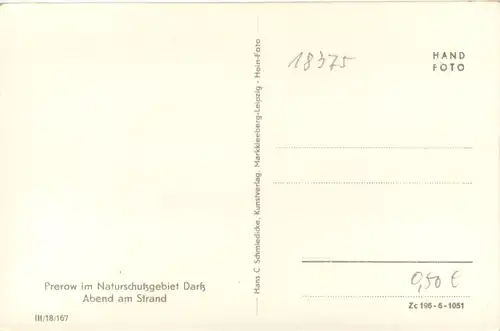 Prerow im Naturschutzgebiet Darß
Abend am Strand
III/18/167
Hans C. Schmiedicke, Kunstverlag, Markkleeberg-Leipzig - Hein-Foto
18375
HAND
FOTO
0,50 €
Zc 196-6-1051